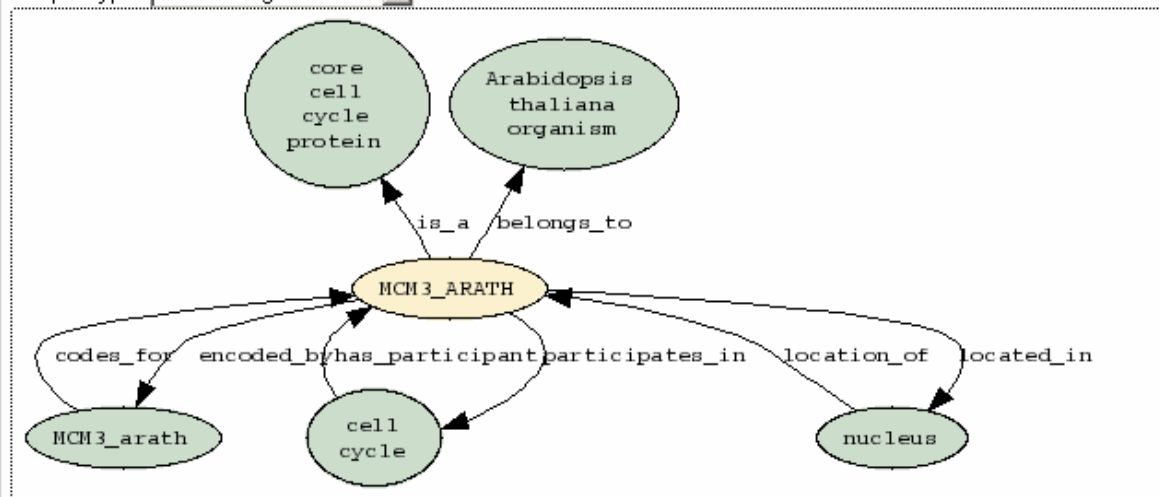 core
cell
cycle
protein
Arabidopsis
thaliana
organism
is_a
belongs_to
MCM3_ARATH
codes_for
encoded_by
has_participant
participates_in
location_of
located_in
MCM3_arath
cell
cycle
nucleus